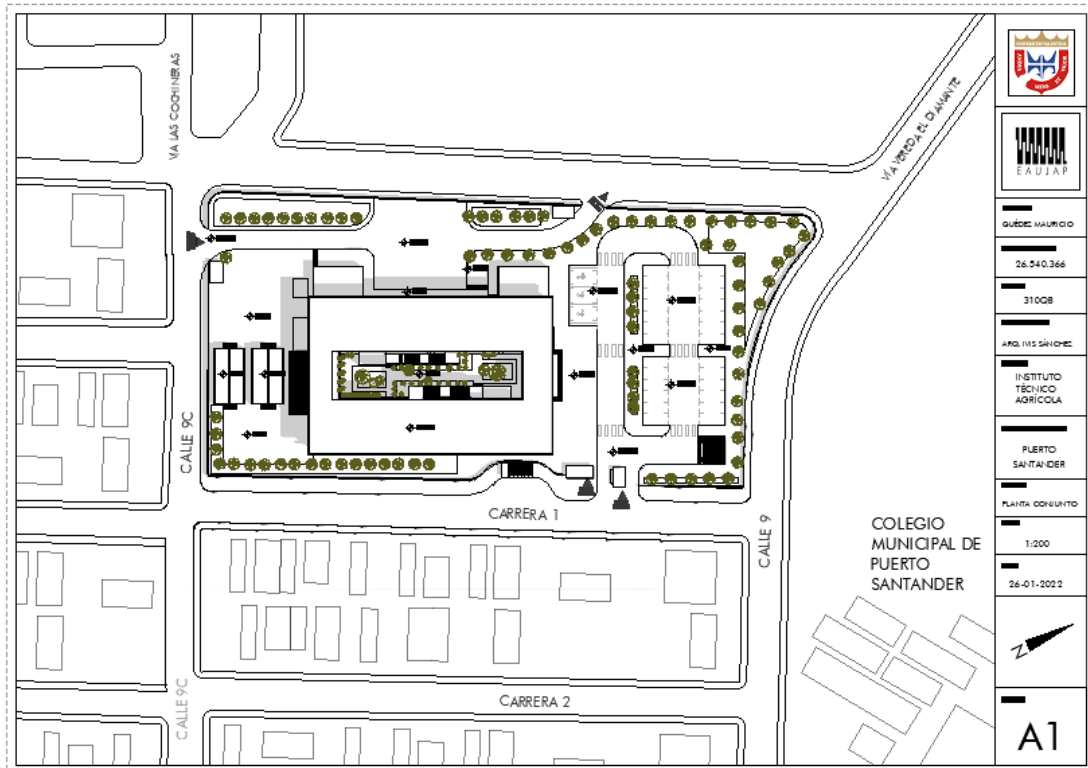 VIA LAS COCHINERAS
VIA VEREDA EL DIAMANTE
CALLE 9C
CARRERA 1
CALLE 9
COLEGIO
MUNICIPAL DE
PUERTO
SANTANDER
CALLE 9C
CARRERA 2
EAUJAP
GUÉDEZ MAURICIO
26.540.366
310QB
ARQ. IVIS SÁNCHEZ
INSTITUTO
TÉCNICO
AGRÍCOLA
PUERTO
SANTANDER
PLANTA CONJUNTO
1:200
26-01-2022
N
A1